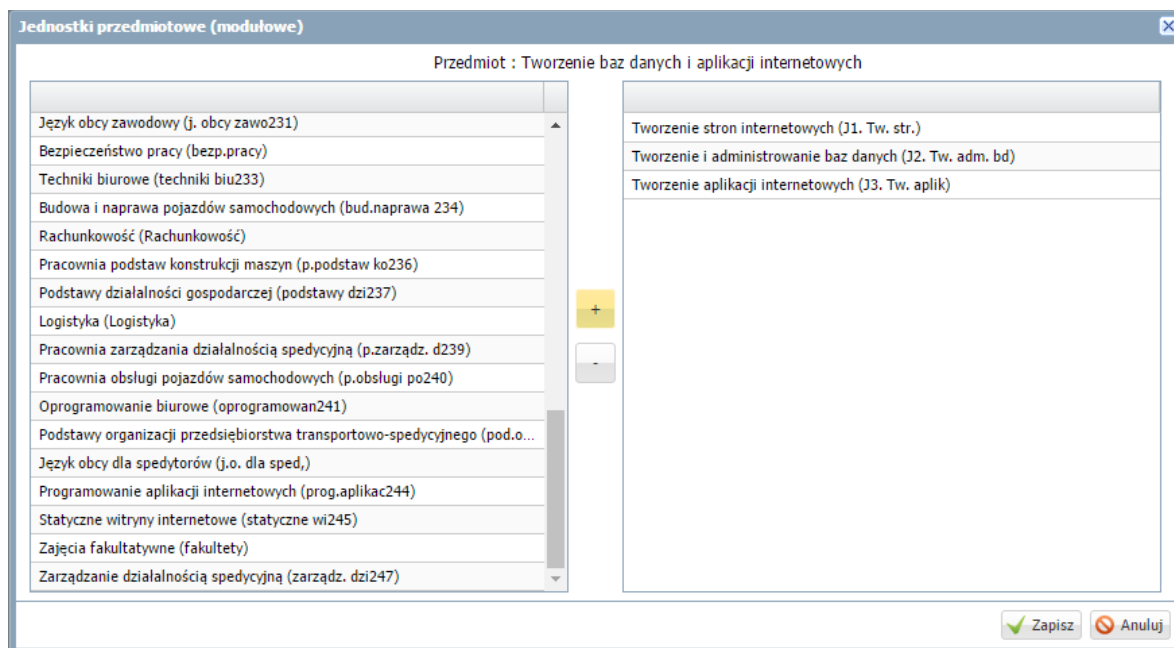 Jednostki przedmiotowe (modułowe)
Przedmiot : Tworzenie baz danych i aplikacji internetowych
Język obcy zawodowy (j. obcy zawo231)
Bezpieczeństwo pracy (bezp.pracy)
Techniki biurowe (techniki biu233)
Budowa i naprawa pojazdów samochodowych (bud.naprawa 234)
Rachunkowość (Rachunkowość)
Pracownia podstaw konstrukcji maszyn (p.podstaw ko236)
Podstawy działalności gospodarczej (podstawy dzi237)
Logistyka (Logistyka)
Pracownia zarządzania działalnością spedycyjną (p.zarządz. d239)
Pracownia obsługi pojazdów samochodowych (p.obsługi po240)
Oprogramowanie biurowe (oprogramowan241)
Podstawy organizacji przedsiębiorstwa transportowo-spedycyjnego (pod.o...
Język obcy dla spedytorów (j.o. dla sped,)
Programowanie aplikacji internetowych (prog.aplikac244)
Statyczne witryny internetowe (statyczne wi245)
Zajęcia fakultatywne (fakultety)
Zarządzanie działalnością spedycyjną (zarządz. dzi247)
+
-
Tworzenie stron internetowych (J1. Tw. str.)
Tworzenie i administrowanie baz danych (J2. Tw. adm. bd)
Tworzenie aplikacji internetowych (J3. Tw. aplik)
Zapisz
Anuluj